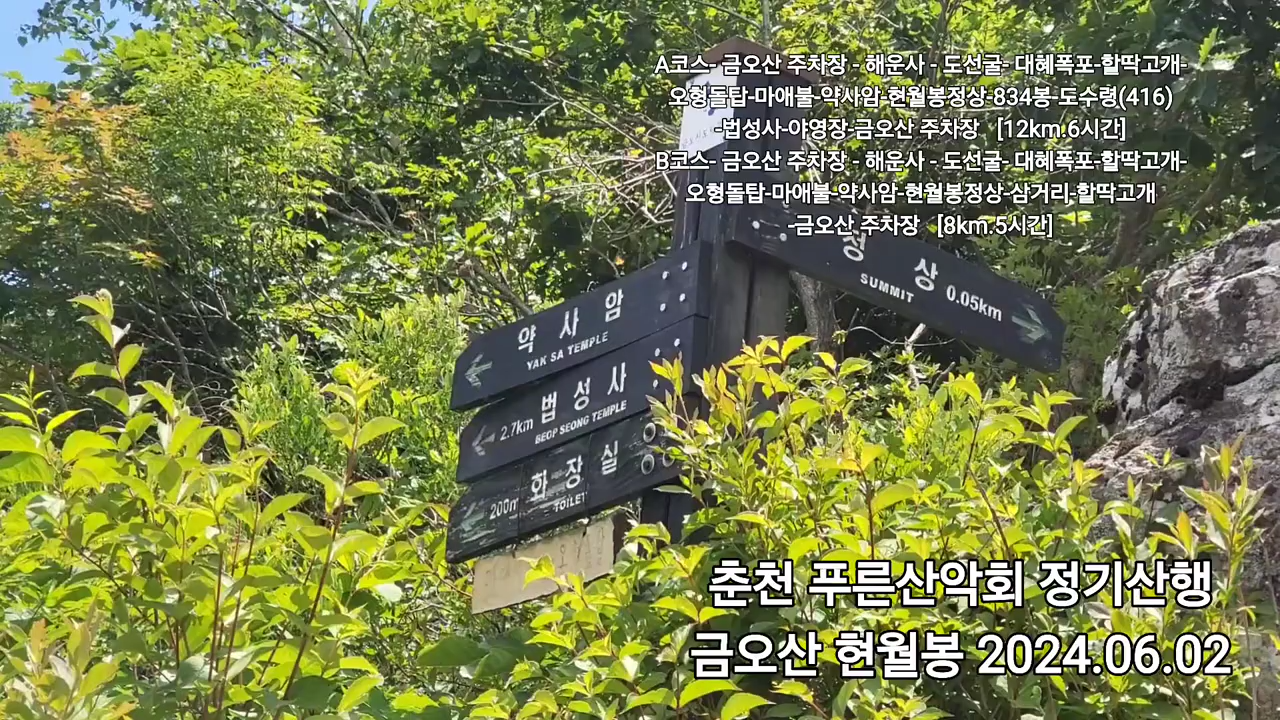 A코스- 금오산 주차장 - 해운사 - 도선굴- 대혜폭포-할딱고개-
오형돌탑-마애불-약사암-현월봉정상-834봉-도수령(416)
-법성사-야영장-금오산 주차장 [12km.6시간]
B코스- 금오산 주차장 - 해운사 - 도선굴- 대혜폭포-할딱고개-
오형돌탑-마애불-약사암-현월봉정상-삼거리-할딱고개
-금오산 주차장 [8km.5시간]
정상 0.05km
SUMMIT
약사암
YAK SA TEMPLE
2.7km 법성사
BEOP SEONG TEMPLE
200m 화장실
TOILET
춘천 푸른산악회 정기산행
금오산 현월봉 2024.06.02